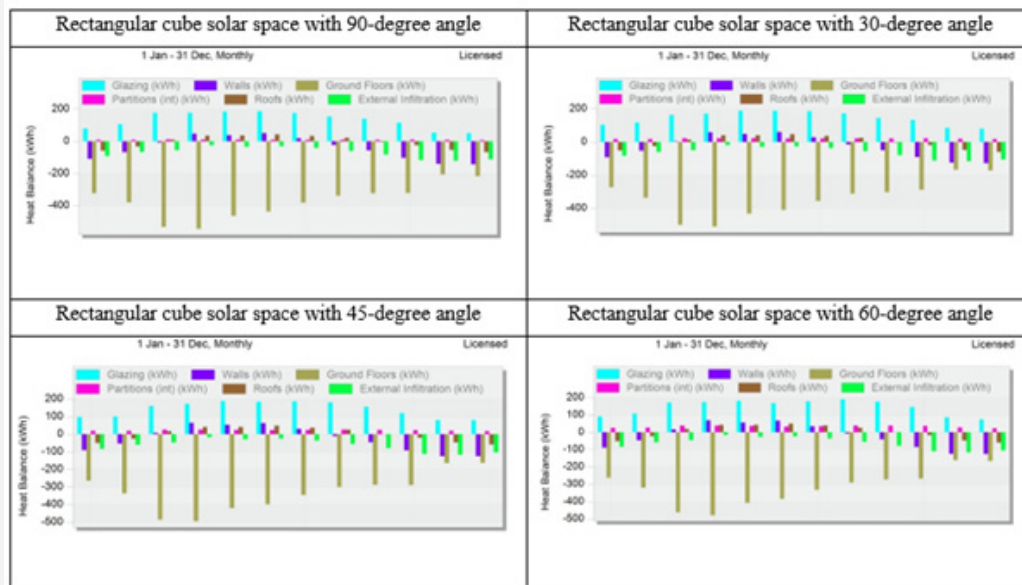 Rectangular cube solar space with 90-degree angle
1 Jan - 31 Dec, Monthly Licensed
Glazing (kWh) Walls (kWh) Ground Floors (kWh)
Partitions (int) (kWh) Roofs (kWh) External Infiltration (kWh)
Heat Balance (kWh)
200
0
-200
-400
Rectangular cube solar space with 30-degree angle
1 Jan - 31 Dec, Monthly Licensed
Glazing (kWh) Walls (kWh) Ground Floors (kWh)
Partitions (int) (kWh) Roofs (kWh) External Infiltration (kWh)
Heat Balance (kWh)
200
0
-200
-400
Rectangular cube solar space with 45-degree angle
1 Jan - 31 Dec, Monthly Licensed
Glazing (kWh) Walls (kWh) Ground Floors (kWh)
Partitions (int) (kWh) Roofs (kWh) External Infiltration (kWh)
Heat Balance (kWh)
200
100
0
-100
-200
-300
-400
-500
Rectangular cube solar space with 60-degree angle
1 Jan - 31 Dec, Monthly Licensed
Glazing (kWh) Walls (kWh) Ground Floors (kWh)
Partitions (int) (kWh) Roofs (kWh) External Infiltration (kWh)
Heat Balance (kWh)
200
100
0
-100
-200
-300
-400
-500